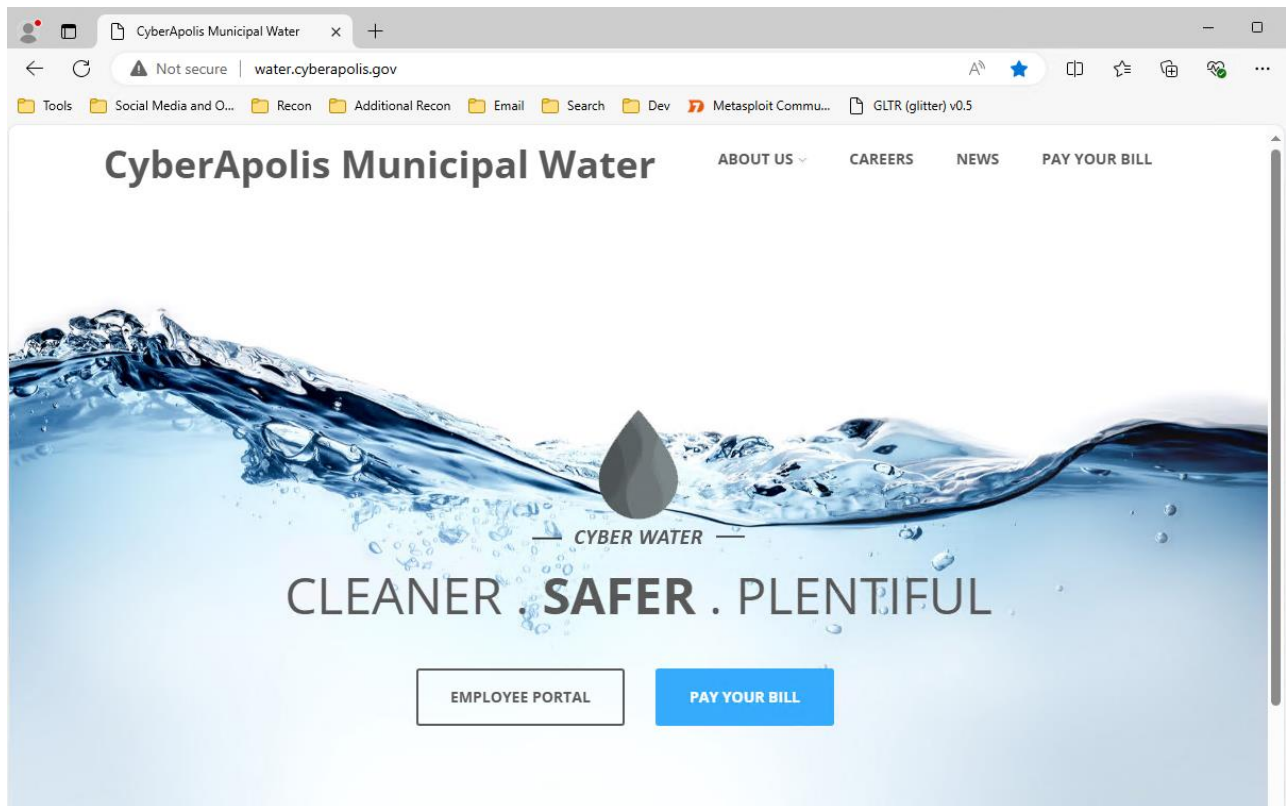 CyberApolis Municipal Water
Not secure | water.cyberapolis.gov
Tools Social Media and O... Recon Additional Recon Email Search Dev Metasploit Commu... GLTR (glitter) v0.5
CyberApolis Municipal Water ABOUT US CAREERS NEWS PAY YOUR BILL
CYBER WATER
CLEANER . SAFER . PLENTIFUL
EMPLOYEE PORTAL PAY YOUR BILL